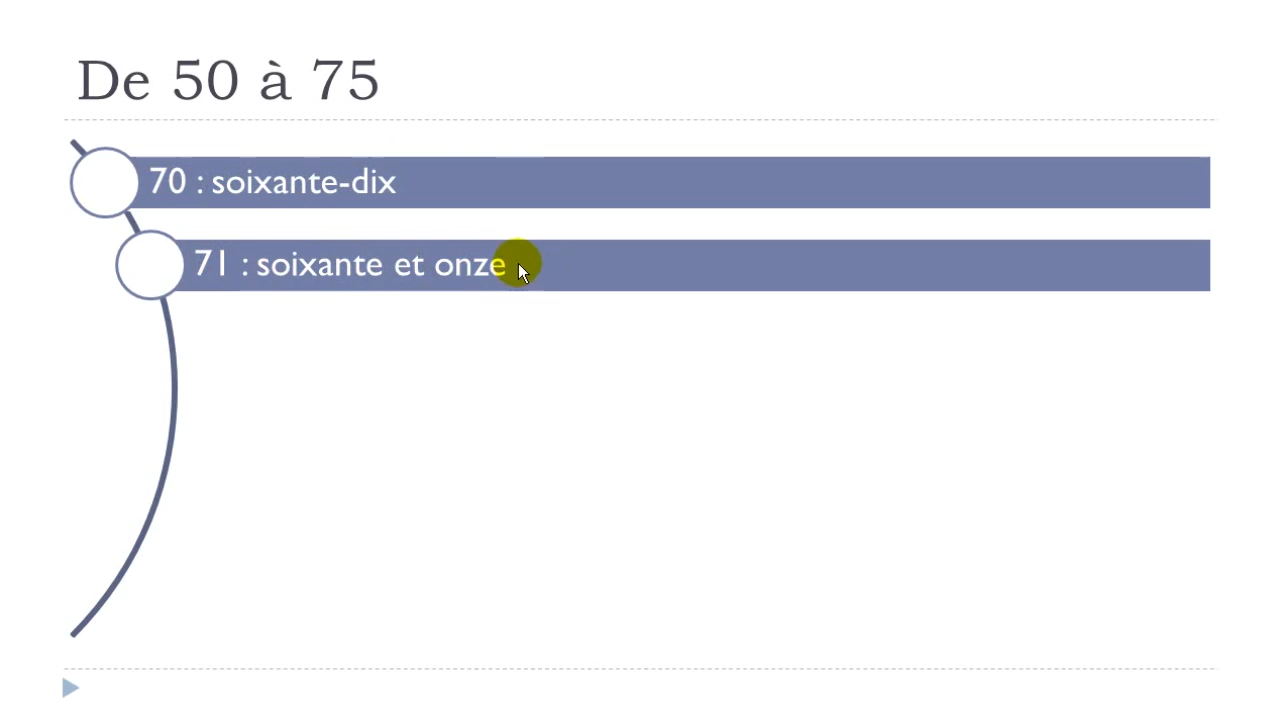 De 50 à 75
70 : soixante-dix
71 : soixante et onze